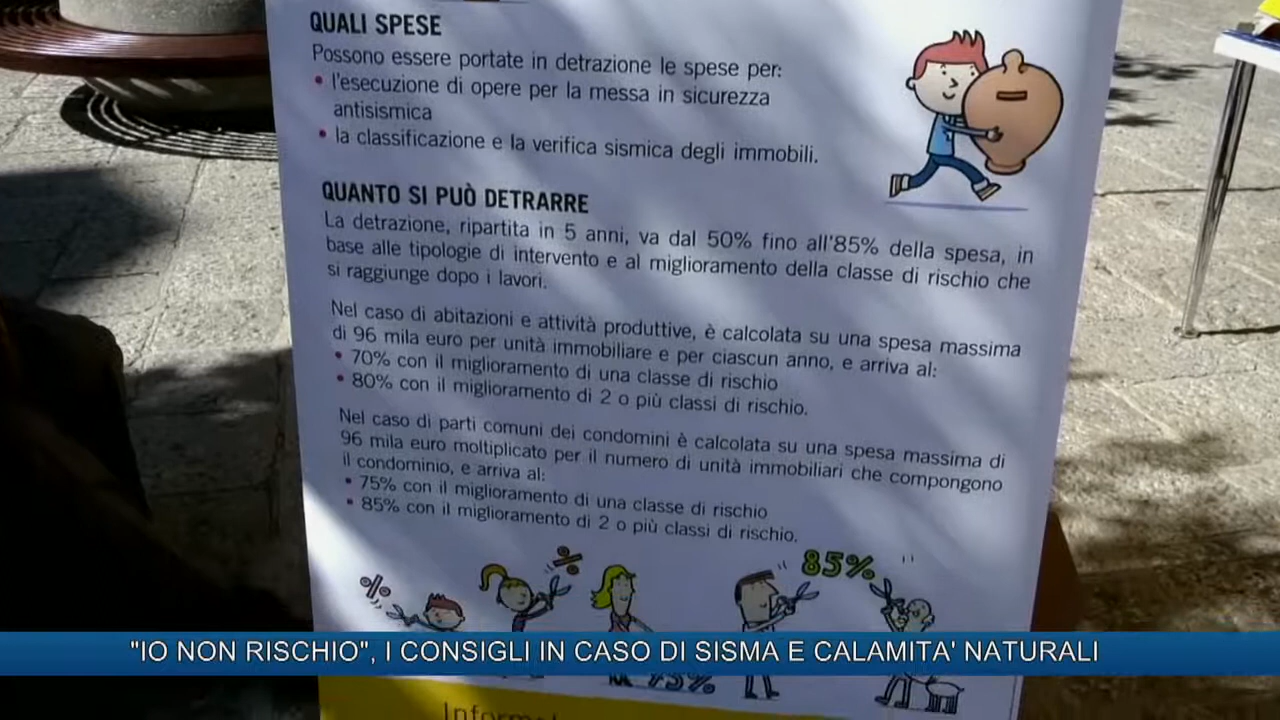 QUALI SPESE
Possono essere portate in detrazione le spese per:
• l'esecuzione di opere per la messa in sicurezza
antisismica
• la classificazione e la verifica sismica degli immobili.
QUANTO SI PUÒ DETRARRE
La detrazione, ripartita in 5 anni, va dal 50% fino all'85% della spesa, in
base alle tipologie di intervento e al miglioramento della classe di rischio che
si raggiunge dopo i lavori.
Nel caso di abitazioni e attività produttive, è calcolata su una spesa massima
di 96 mila euro per unità immobiliare e per ciascun anno, e arriva al:
• 70% con il miglioramento di una classe di rischio
• 80% con il miglioramento di 2 o più classi di rischio.
Nel caso di parti comuni dei condomini è calcolata su una spesa massima di
96 mila euro moltiplicato per il numero di unità immobiliari che compongono
il condominio, e arriva al:
• 75% con il miglioramento di una classe di rischio
• 85% con il miglioramento di 2 o più classi di rischio.
% % 85%
"IO NON RISCHIO", I CONSIGLI IN CASO DI SISMA E CALAMITA' NATURALI
75%